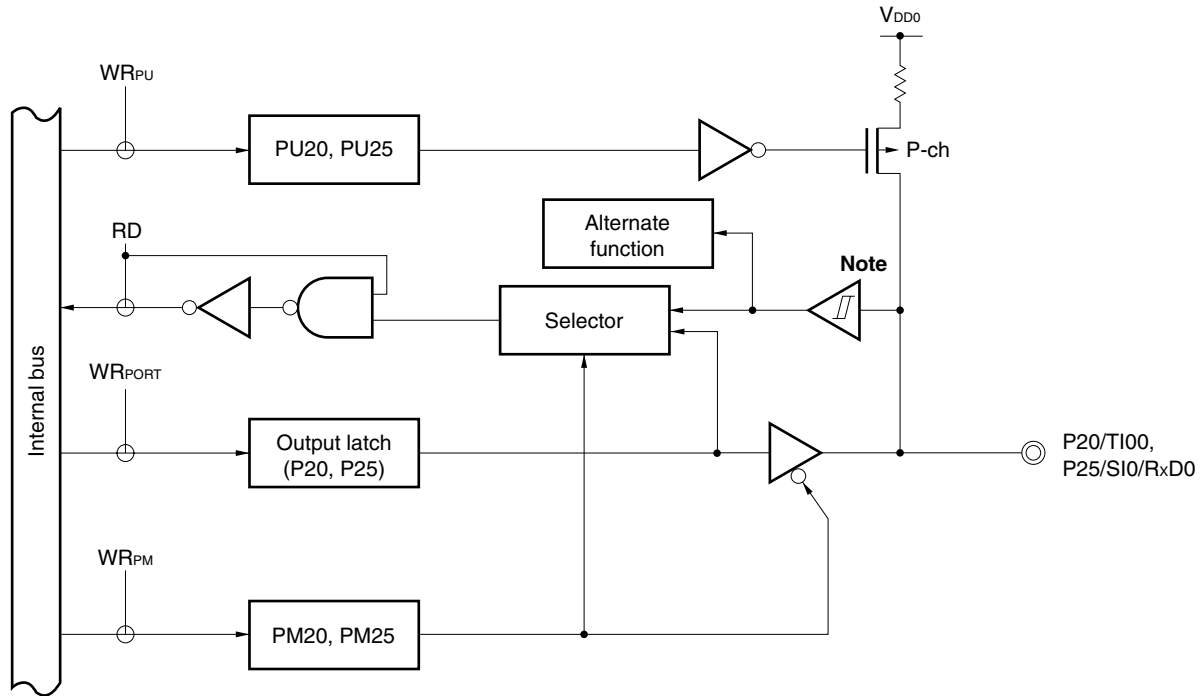 VDD0
WRPU
PU20, PU25
P-ch
Alternate
function
RD
Note
Selector
Internal bus
WRPORT
Output latch
(P20, P25)
P20/TI00,
P25/SI0/RxD0
WRPM
PM20, PM25